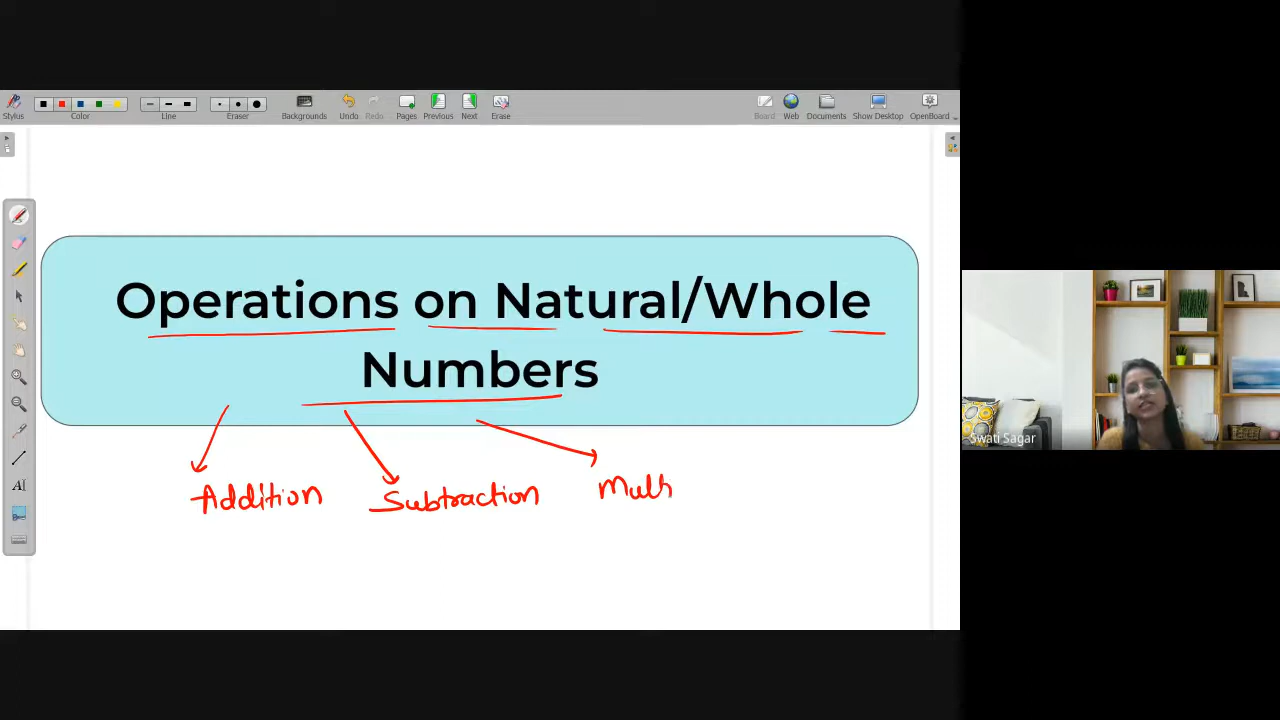 Stylus
Color
Line
Eraser
Backgrounds
Undo
Redo
Pages
Previous
Next
Erase
Board
Web
Documents
Show Desktop
OpenBoard
Operations on Natural/Whole
Numbers
Addition Subtraction Mult
Swati Sagar